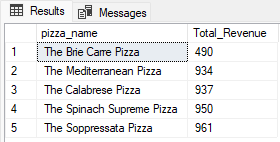 Results Messages
pizza_name Total_Revenue
1 The Brie Carre Pizza 490
2 The Mediterranean Pizza 934
3 The Calabrese Pizza 937
4 The Spinach Supreme Pizza 950
5 The Soppressata Pizza 961